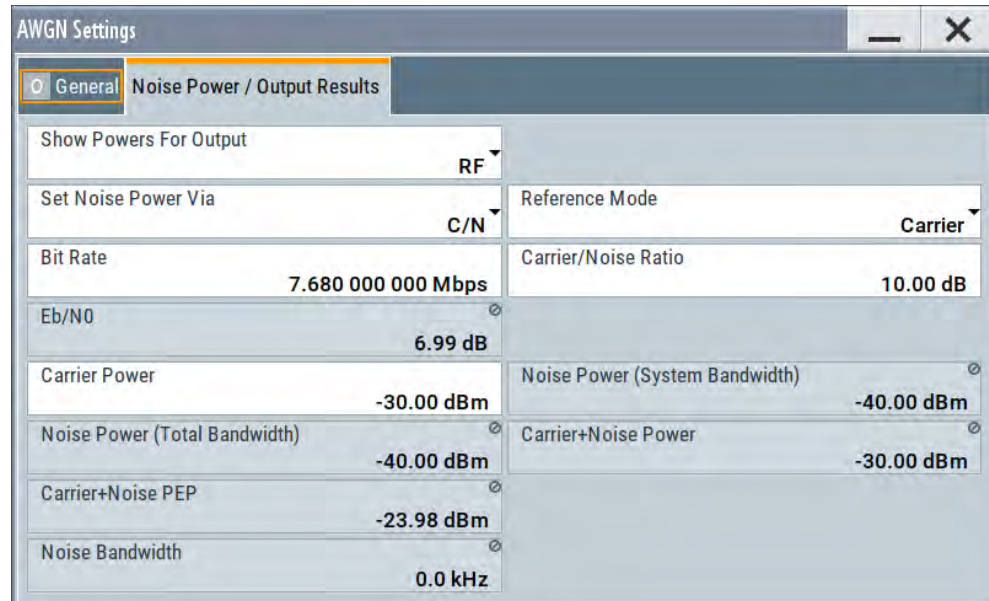 AWGN Settings
General Noise Power / Output Results
Show Powers For Output
RF
Set Noise Power Via
C/N
Reference Mode
Carrier
Bit Rate
7.680 000 000 Mbps
Carrier/Noise Ratio
10.00 dB
Eb/N0
6.99 dB
Carrier Power
-30.00 dBm
Noise Power (System Bandwidth)
-40.00 dBm
Noise Power (Total Bandwidth)
-40.00 dBm
Carrier+Noise Power
-30.00 dBm
Carrier+Noise PEP
-23.98 dBm
Noise Bandwidth
0.0 kHz